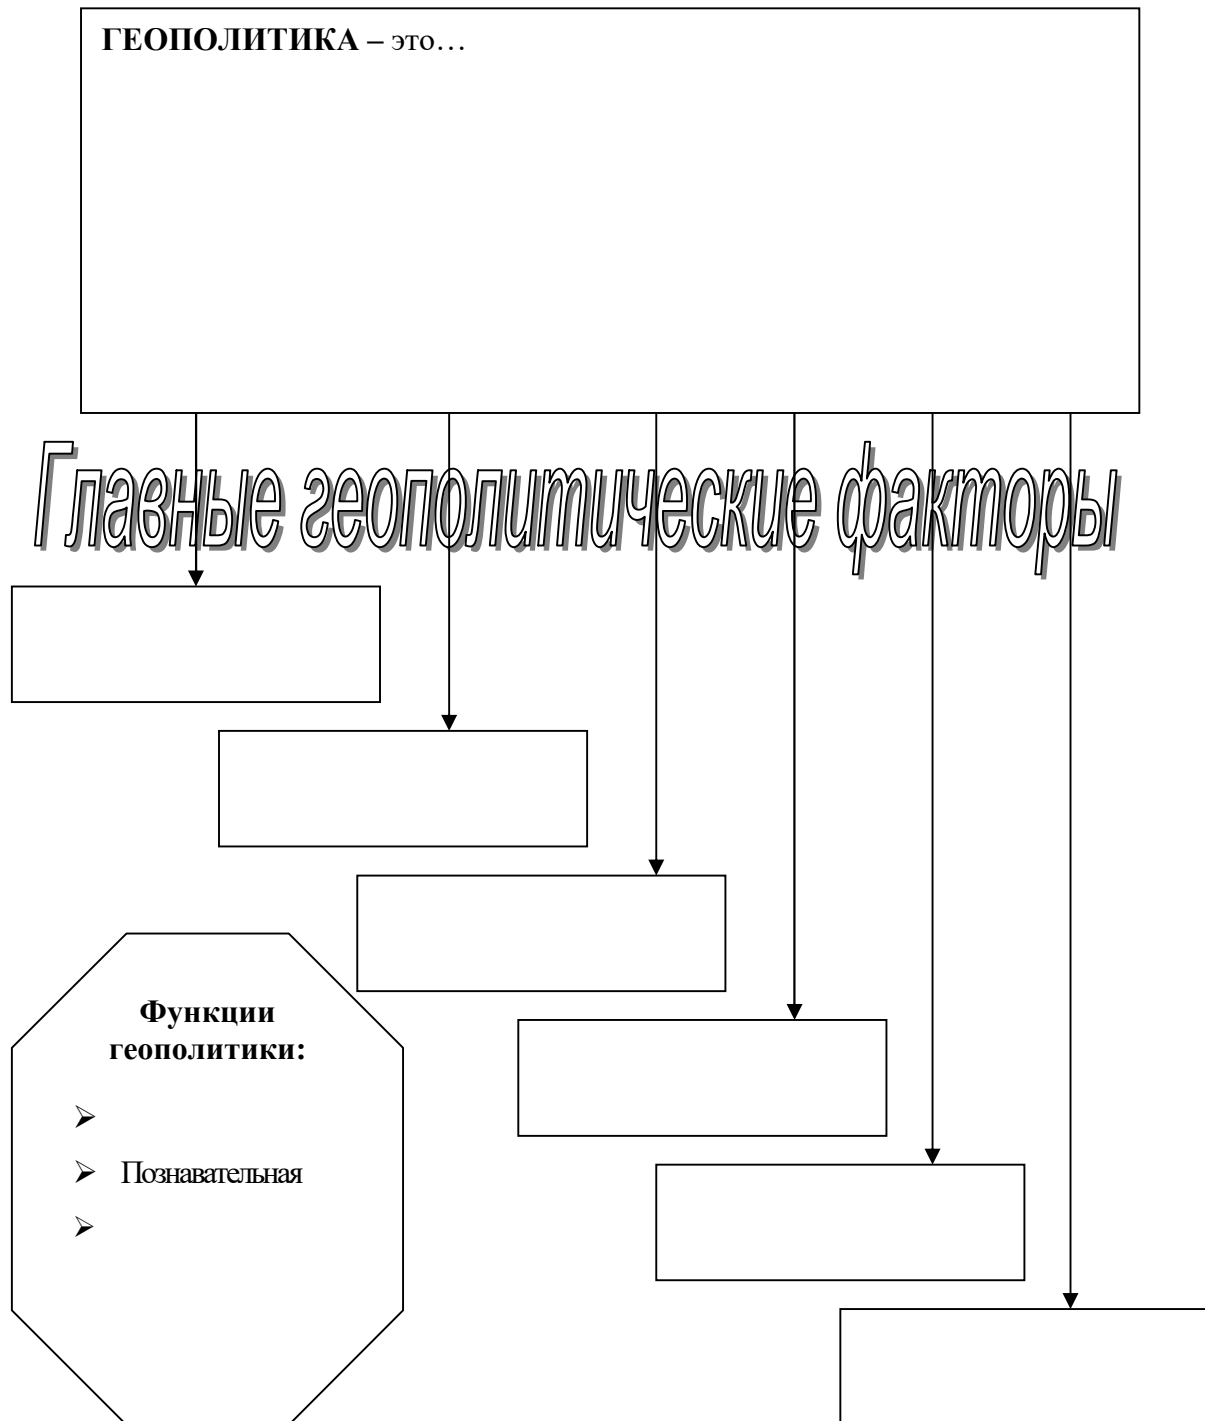 ГЕОПОЛИТИКА – это…
Главные геополитические факторы
Функции
геополитики:
➢
➢ Познавательная
➢